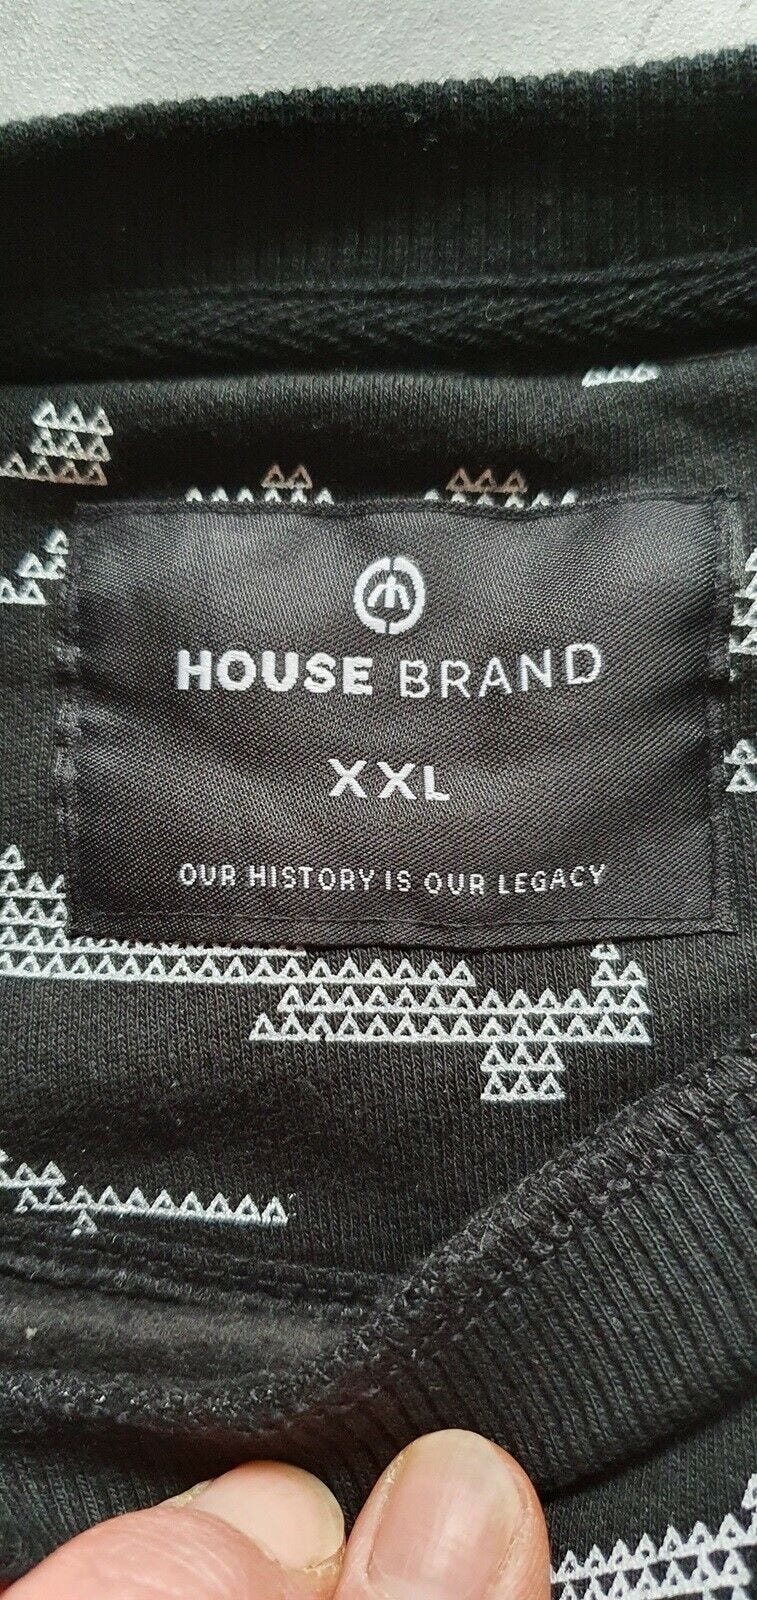 HOUSE BRAND
XXL
OUR HISTORY IS OUR LEGACY